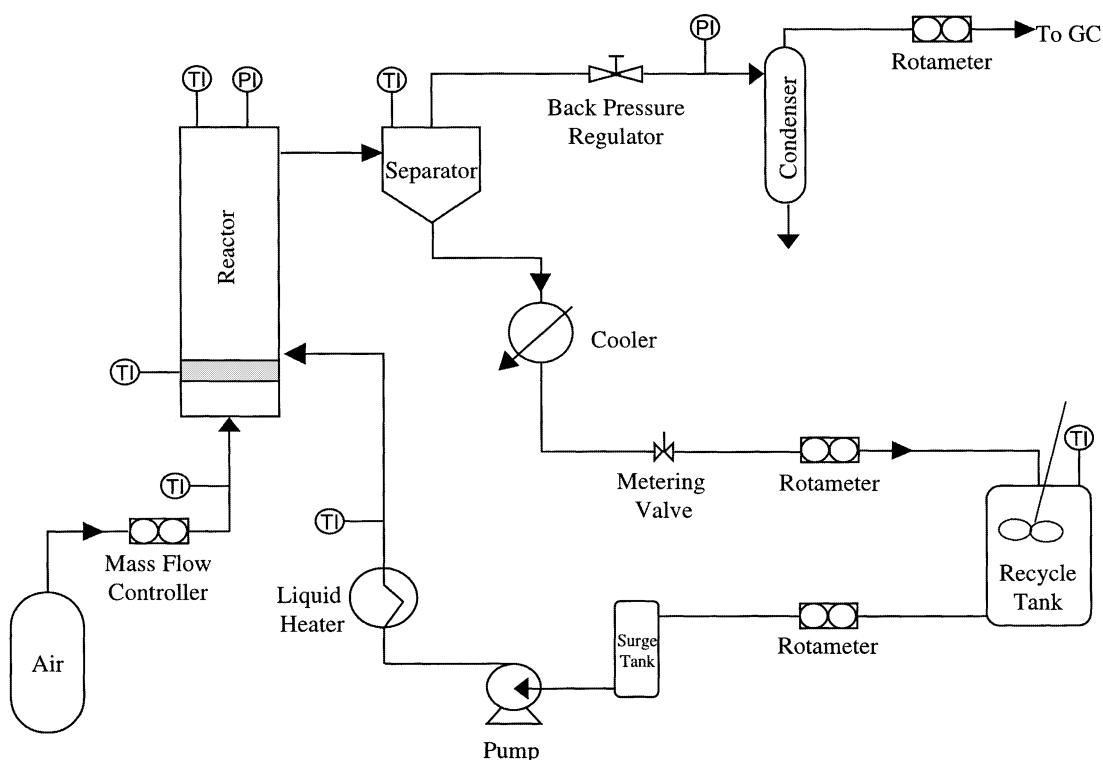 PI
To GC
Rotameter
TI
PI
TI
Back Pressure
Regulator
Condenser
Separator
Reactor
Cooler
TI
TI
Metering
Valve
Rotameter
TI
TI
Mass Flow
Controller
Recycle
Tank
Liquid
Heater
Surge
Tank
Rotameter
Air
Pump